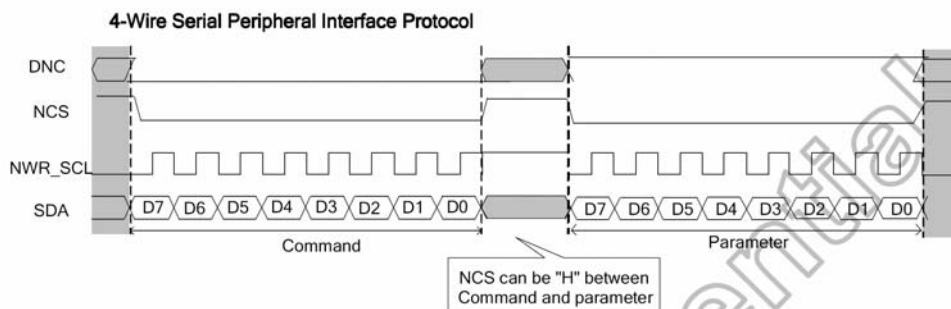 4-Wire Serial Peripheral Interface Protocol
DNC
NCS
NWR_SCL
SDA
D7 D6 D5 D4 D3 D2 D1 D0
D7 D6 D5 D4 D3 D2 D1 D0
Command
Parameter
NCS can be "H" between
Command and parameter
ential